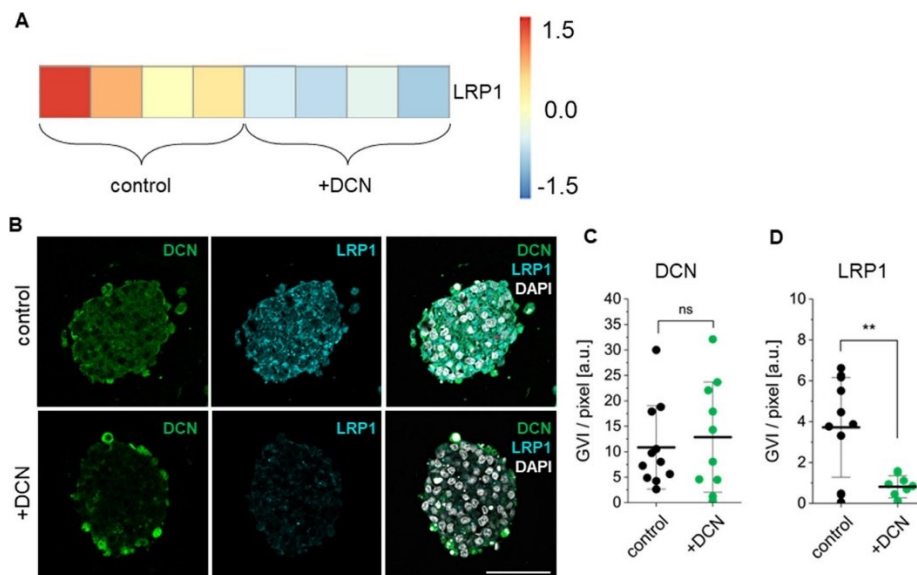 A
1.5
0.0
-1.5
LRP1
control
+DCN
B
control
DCN
LRP1
DCN
LRP1
DAPI
+DCN
DCN
LRP1
DCN
LRP1
DAPI
C
DCN
ns
GVI / pixel [a.u.]
35
30
25
20
15
10
5
0
control
+DCN
D
LRP1
**
GVI / pixel [a.u.]
8
6
4
2
0
control
+DCN